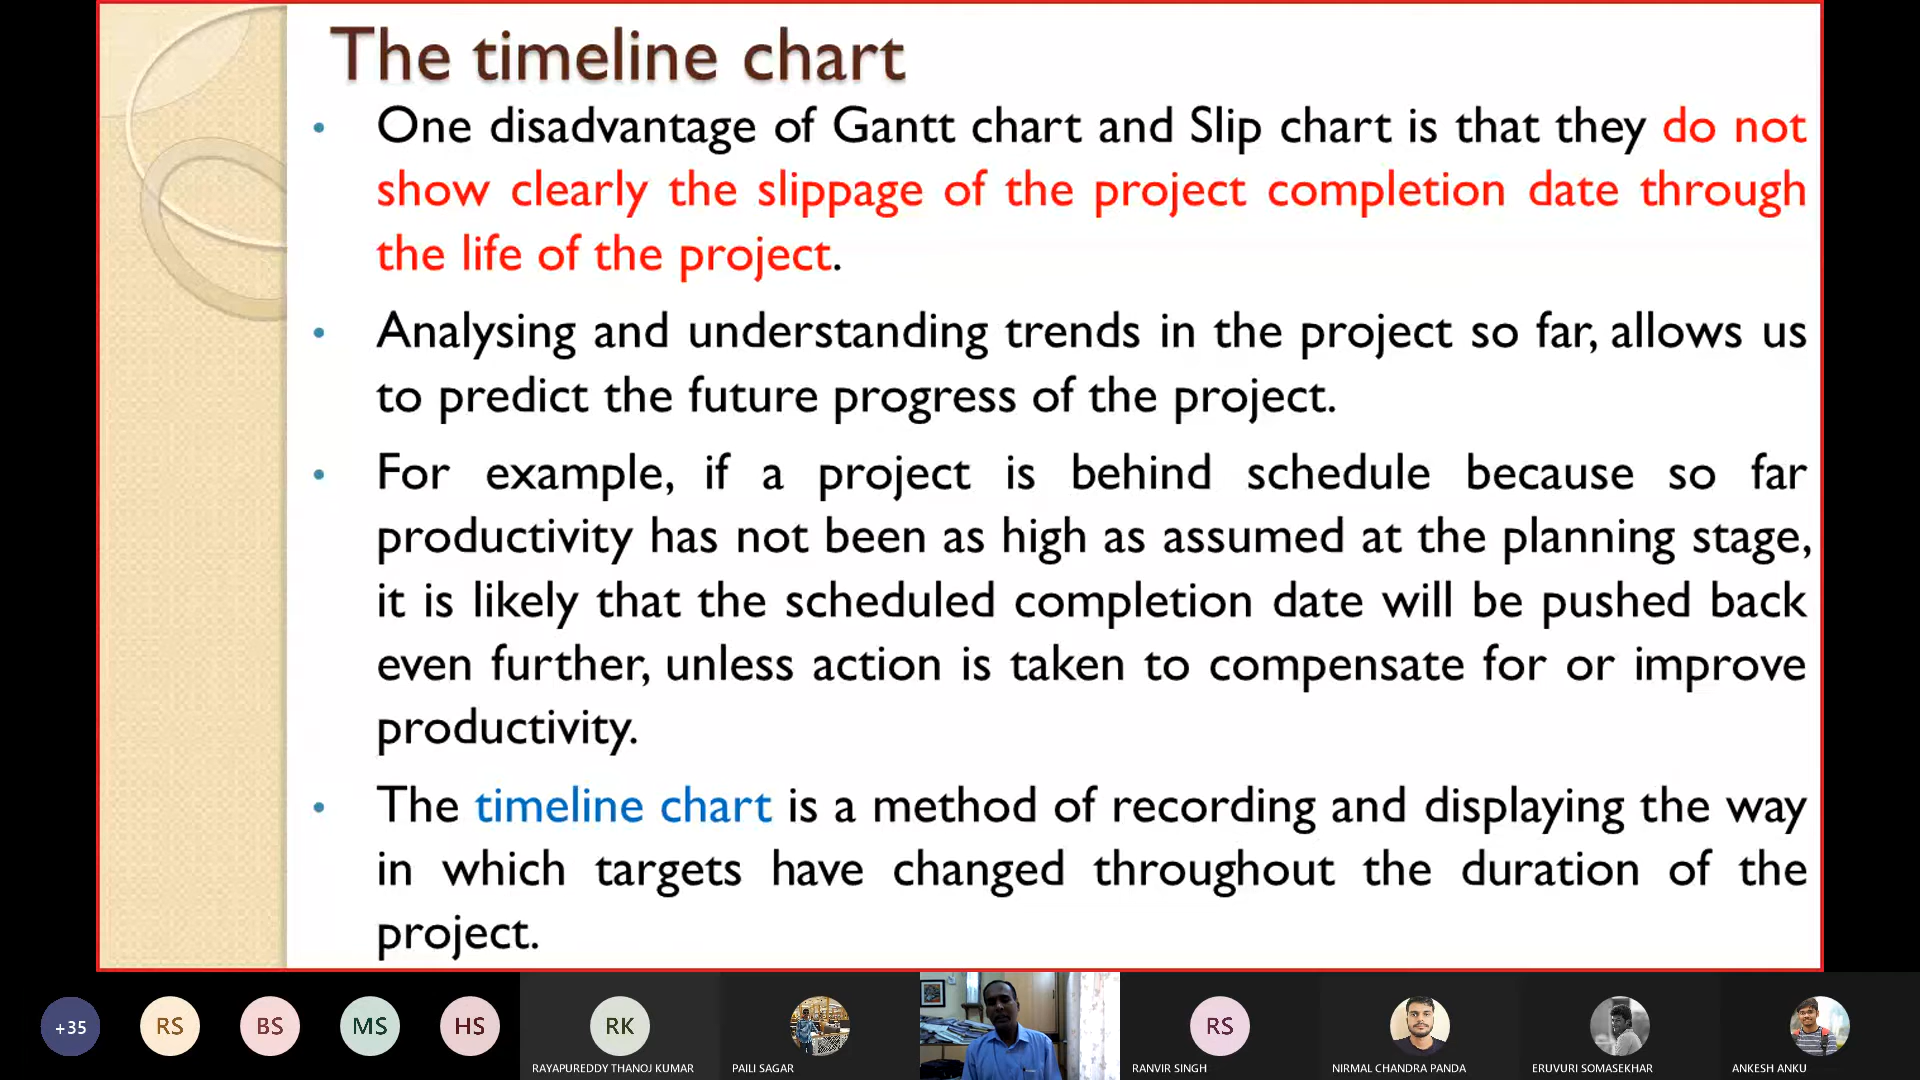 The timeline chart
• One disadvantage of Gantt chart and Slip chart is that they do not
show clearly the slippage of the project completion date through
the life of the project.
• Analysing and understanding trends in the project so far, allows us
to predict the future progress of the project.
• For example, if a project is behind schedule because so far
productivity has not been as high as assumed at the planning stage,
it is likely that the scheduled completion date will be pushed back
even further, unless action is taken to compensate for or improve
productivity.
• The timeline chart is a method of recording and displaying the way
in which targets have changed throughout the duration of the
project.
+35 RS BS MS HS RK RS
RAYAPUREDDY THANOJ KUMAR PAILI SAGAR RANVIR SINGH NIRMAL CHANDRA PANDA ERUVURI SOMASEKHAR ANKESH ANKU